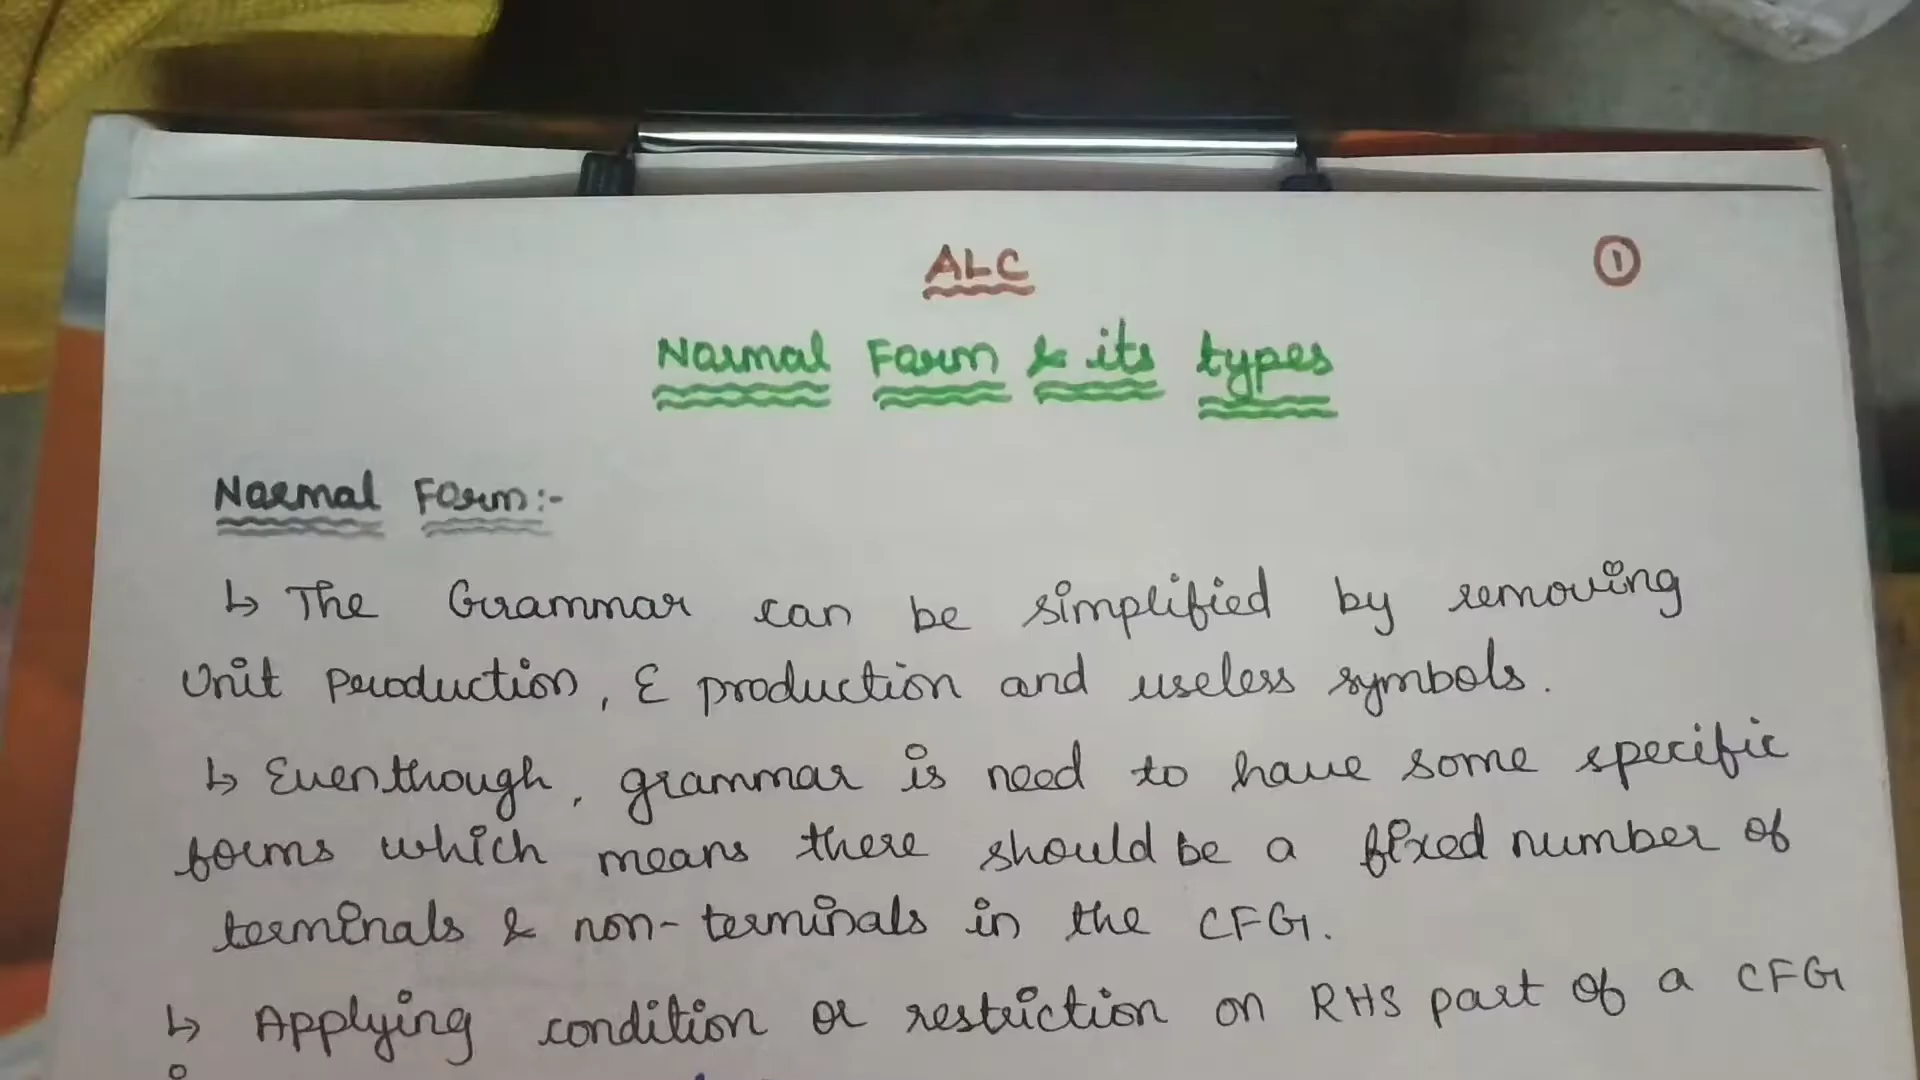 ALC
1
Normal Form & its types
Normal Form:-
↳ The Grammar can be simplified by removing
Unit Production, ε production and useless symbols.
↳ Eventhough, grammar is need to have some specific
forms which means there should be a fixed number of
terminals & non-terminals in the CFG.
↳ Applying condition or restriction on RHS part of a CFG